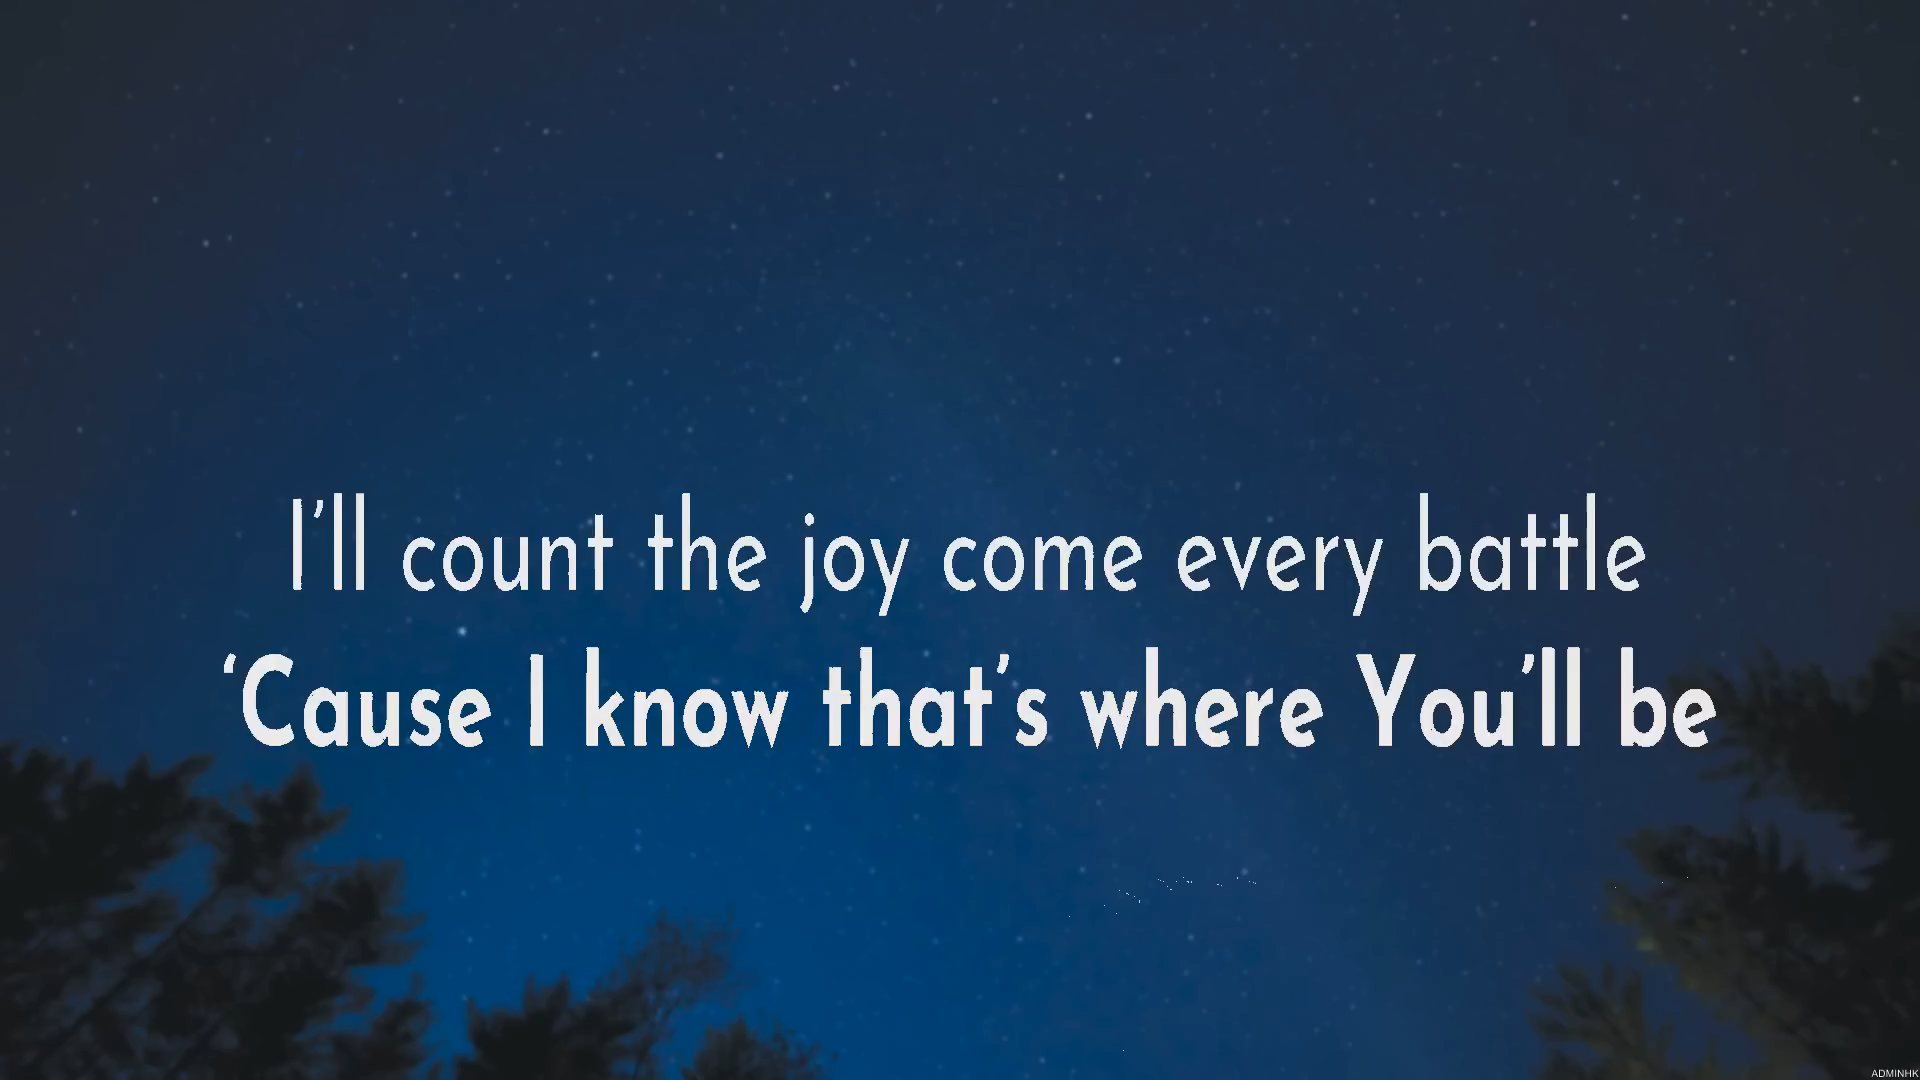 I’ll count the joy come every battle
‘Cause I know that’s where You’ll be
ADMINHK